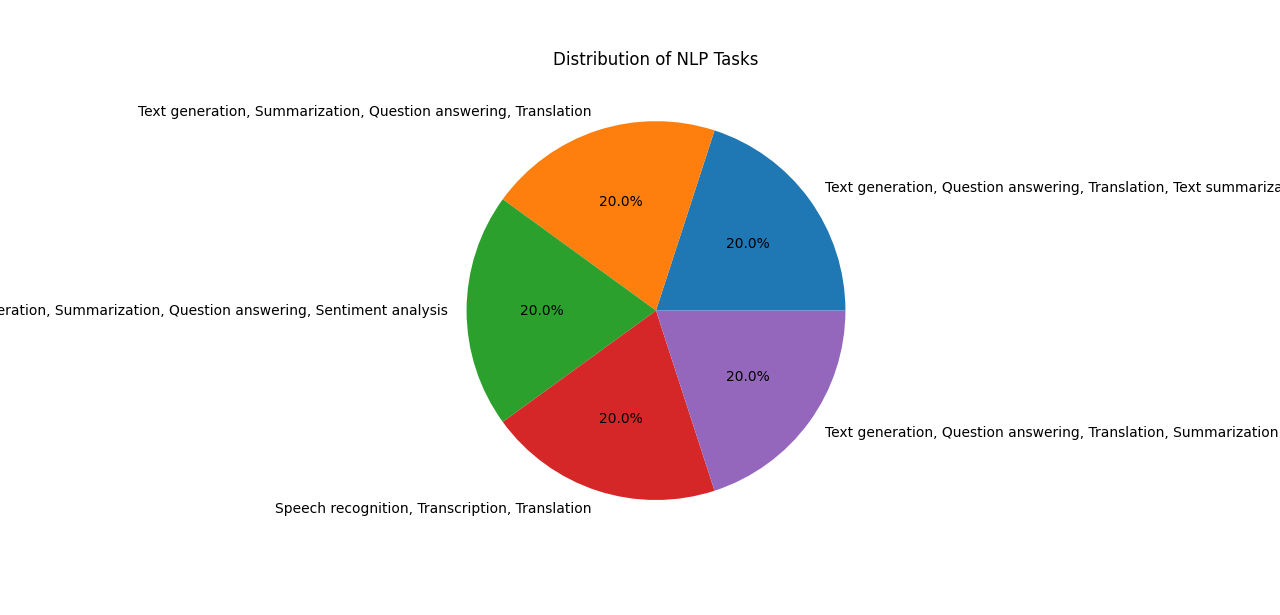 Distribution of NLP Tasks
Text generation, Summarization, Question answering, Translation
Text generation, Question answering, Translation, Text
20.0%
20.0%
Summarization, Question answering, Sentiment analysis
20.0%
20.0%
20.0%
Text generation, Question answering, Translation, Summarization
Speech recognition, Transcription, Translation